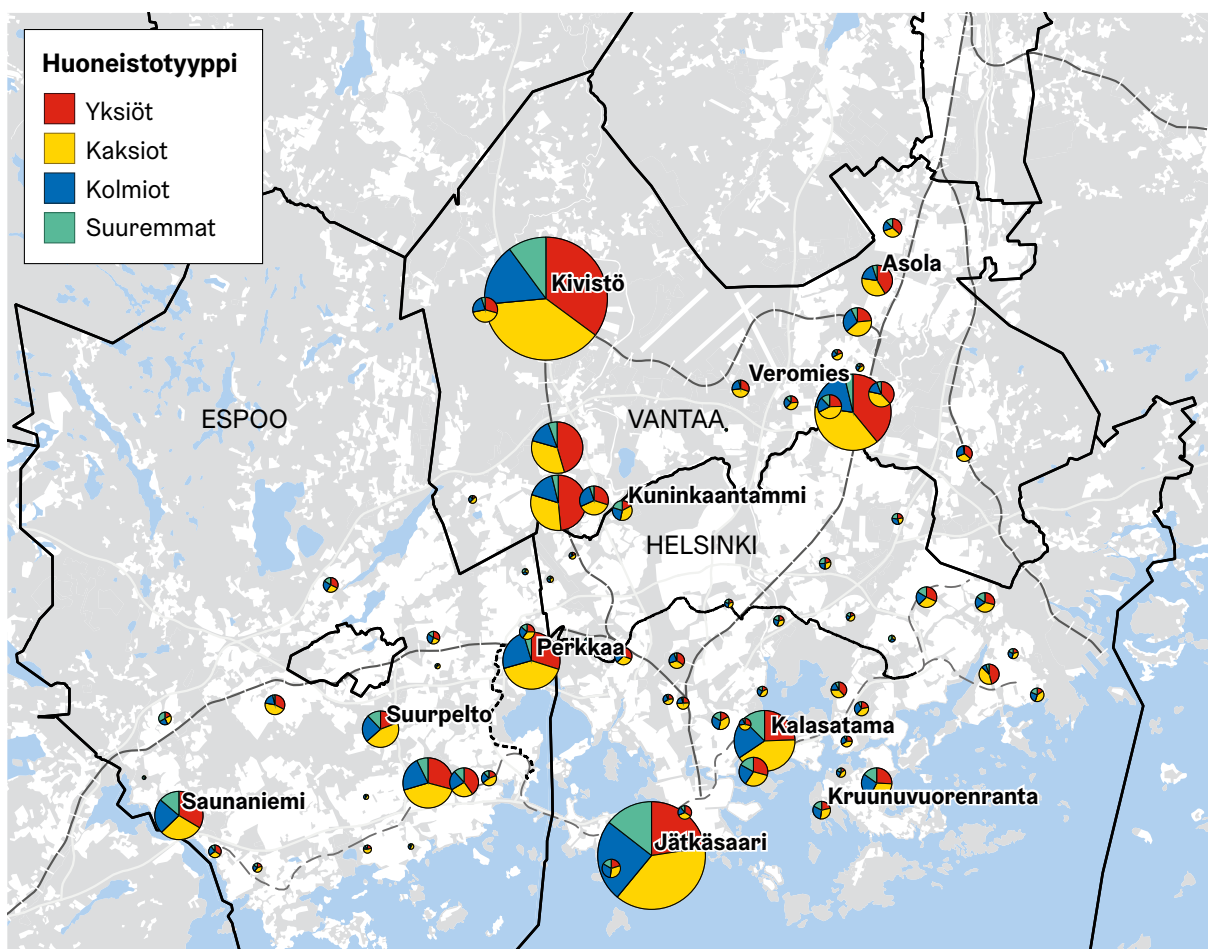 Huoneistotyyppi
Yksiöt
Kaksiot
Kolmiot
Suuremmat
Kivistö
Asola
Veromies
ESPOO
VANTAA
Kuninkaantammi
HELSINKI
Perkkaa
Suurpelto
Kalasatama
Saunaniemi
Kruunuvuorenranta
Jätkäsaari